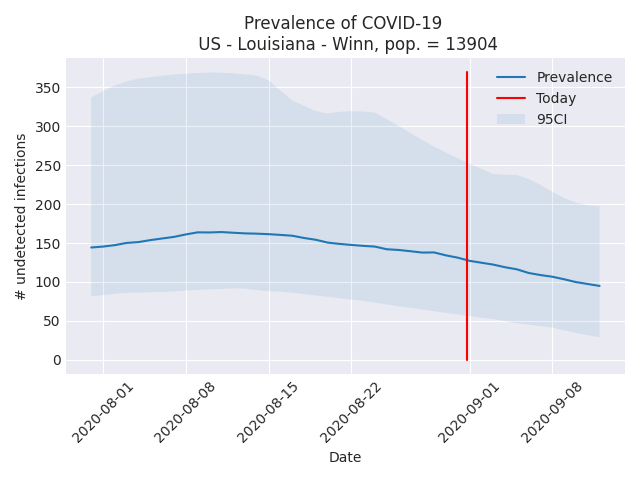 Prevalence of COVID-19
US - Louisiana - Winn, pop. = 13904
Prevalence
Today
95CI
350
300
250
200
150
100
50
0
# undetected infections
2020-08-01
2020-08-08
2020-08-15
2020-08-22
2020-09-01
2020-09-08
Date